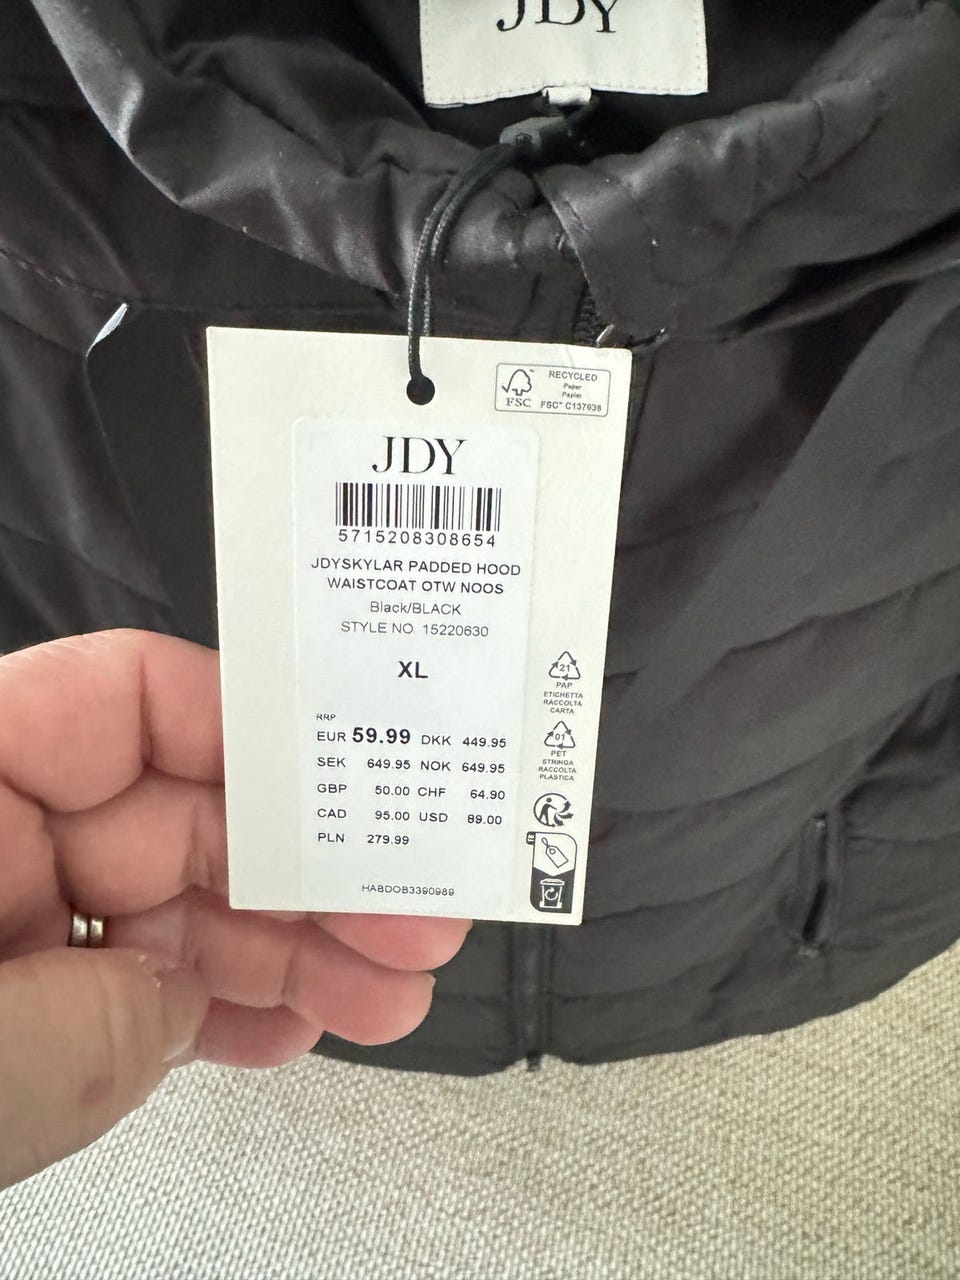 JDY
RECYCLED
Paper
Papier
FSC
FSC® C137638
JDY
5715208308654
JDYSKYLAR PADDED HOOD
WAISTCOAT OTW NOOS
Black/BLACK
STYLE NO 15220630
XL
RRP
EUR 59.99 DKK 449.95
SEK 649.95 NOK 649.95
GBP 50.00 CHF 64.90
CAD 95.00 USD 89.00
PLN 279.99
HABDOB3390989
21
PAP
ETICHETTA
RACCOLTA
CARTA
01
PET
STRINGA
RACCOLTA
PLASTICA
FR